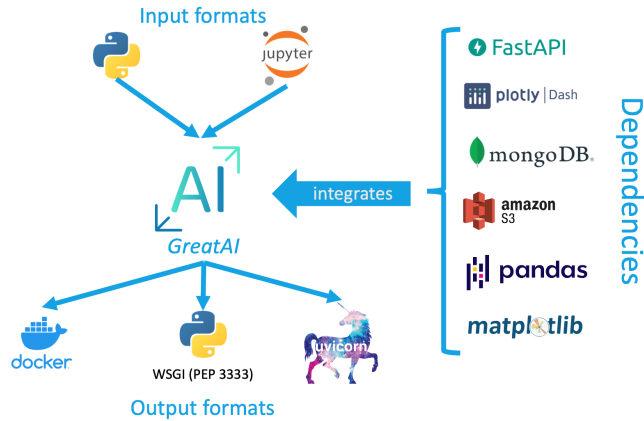 Input formats
jupyter
AI
GreatAI
integrates
FastAPI
plotly | Dash
mongoDB®
amazon
S3
pandas
matplotlib
Dependencies
docker
WSGI (PEP 3333)
uvicorn
Output formats